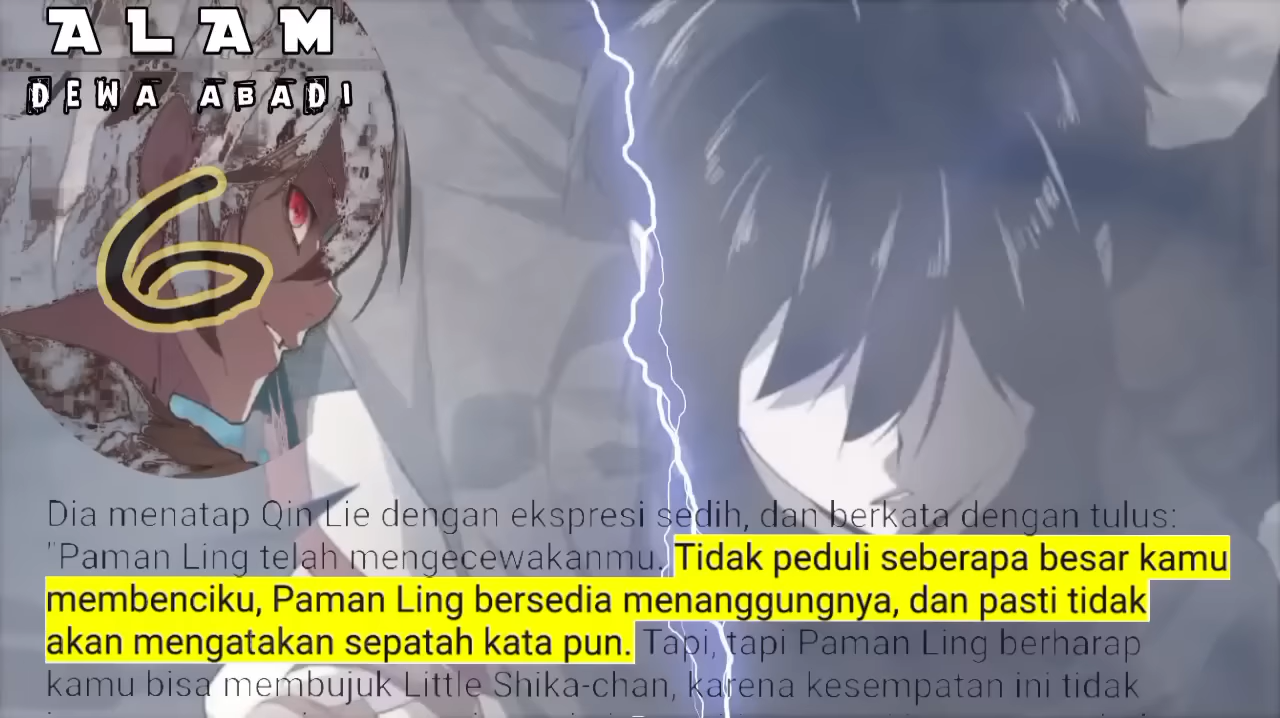 ALAM
DEWA ABADI
6
Dia menatap Qin Lie dengan ekspresi sedih, dan berkata dengan tulus:
"Paman Ling telah mengecewakanmu. Tidak peduli seberapa besar kamu
membenciku, Paman Ling bersedia menanggungnya, dan pasti tidak
akan mengatakan sepatah kata pun. Tapi, tapi Paman Ling berharap
kamu bisa membujuk Little Shika-chan, karena kesempatan ini tidak